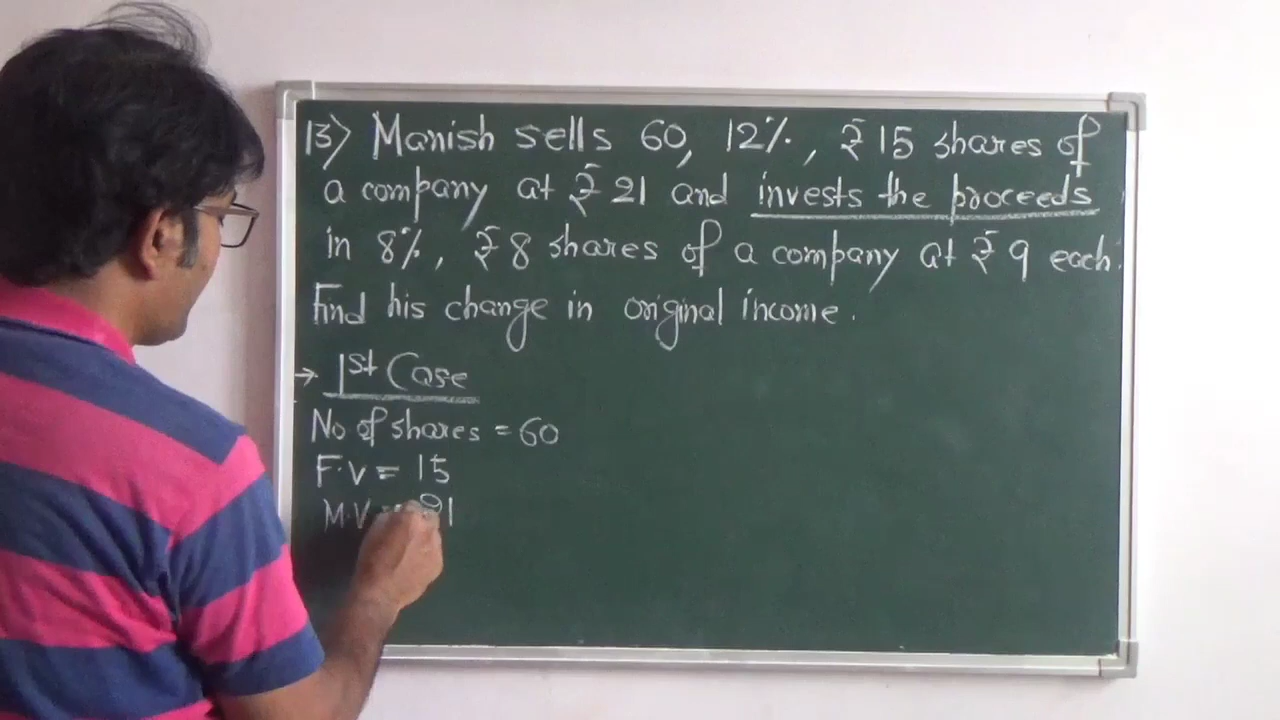 13) Manish sells 60, 12%, ₹ 15 shares of
a company at ₹ 21 and invests the proceeds
in 8%, ₹ 8 shares of a company at ₹ 9 each.
Find his change in original income.
→ 1st Case
No of shares = 60
F.V = 15
M.V = 21